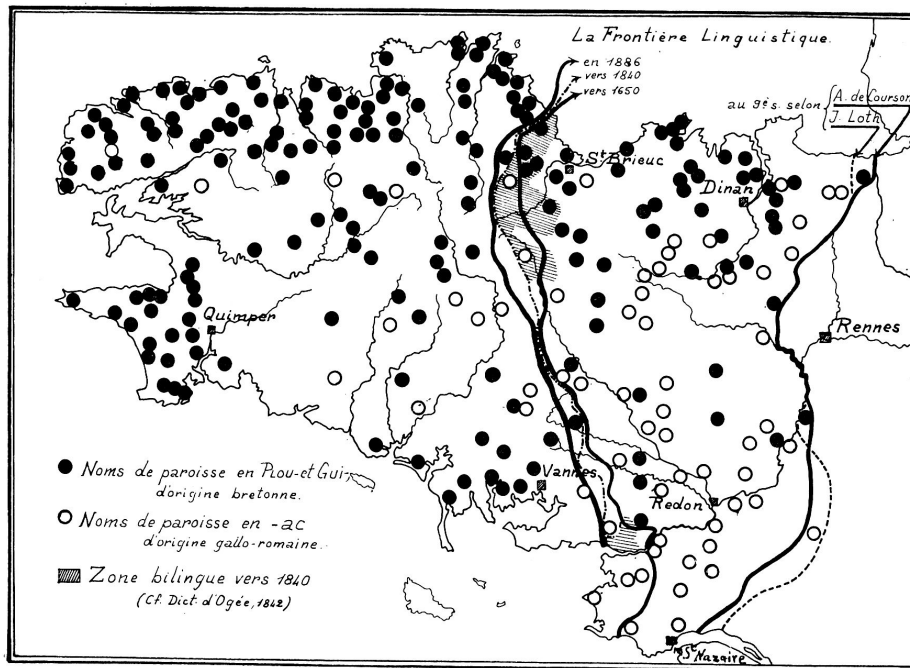 La Frontière Linguistique.
en 1886
vers 1840
vers 1650
au 9è s. selon
A. de Courson
J. Loth
St Brieuc
Dinan
Rennes
Quimper
Vannes
Redon
St Nazaire
Noms de paroisse en PLou-et Gui-
d'origine bretonne.
Noms de paroisse en -ac
d'origine gallo-romaine.
Zone bilingue vers 1840
(Cf. Dict. d'Ogée, 1842)